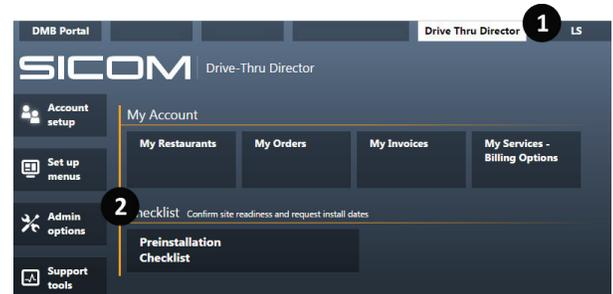 DMB Portal
Drive Thru Director
1
LS
SICOM Drive-Thru Director
Account
setup
My Account
My Restaurants
My Orders
My Invoices
My Services -
Billing Options
Set up
menus
Admin
options
2
hecklist Confirm site readiness and request install dates
Preinstallation
Checklist
Support
tools